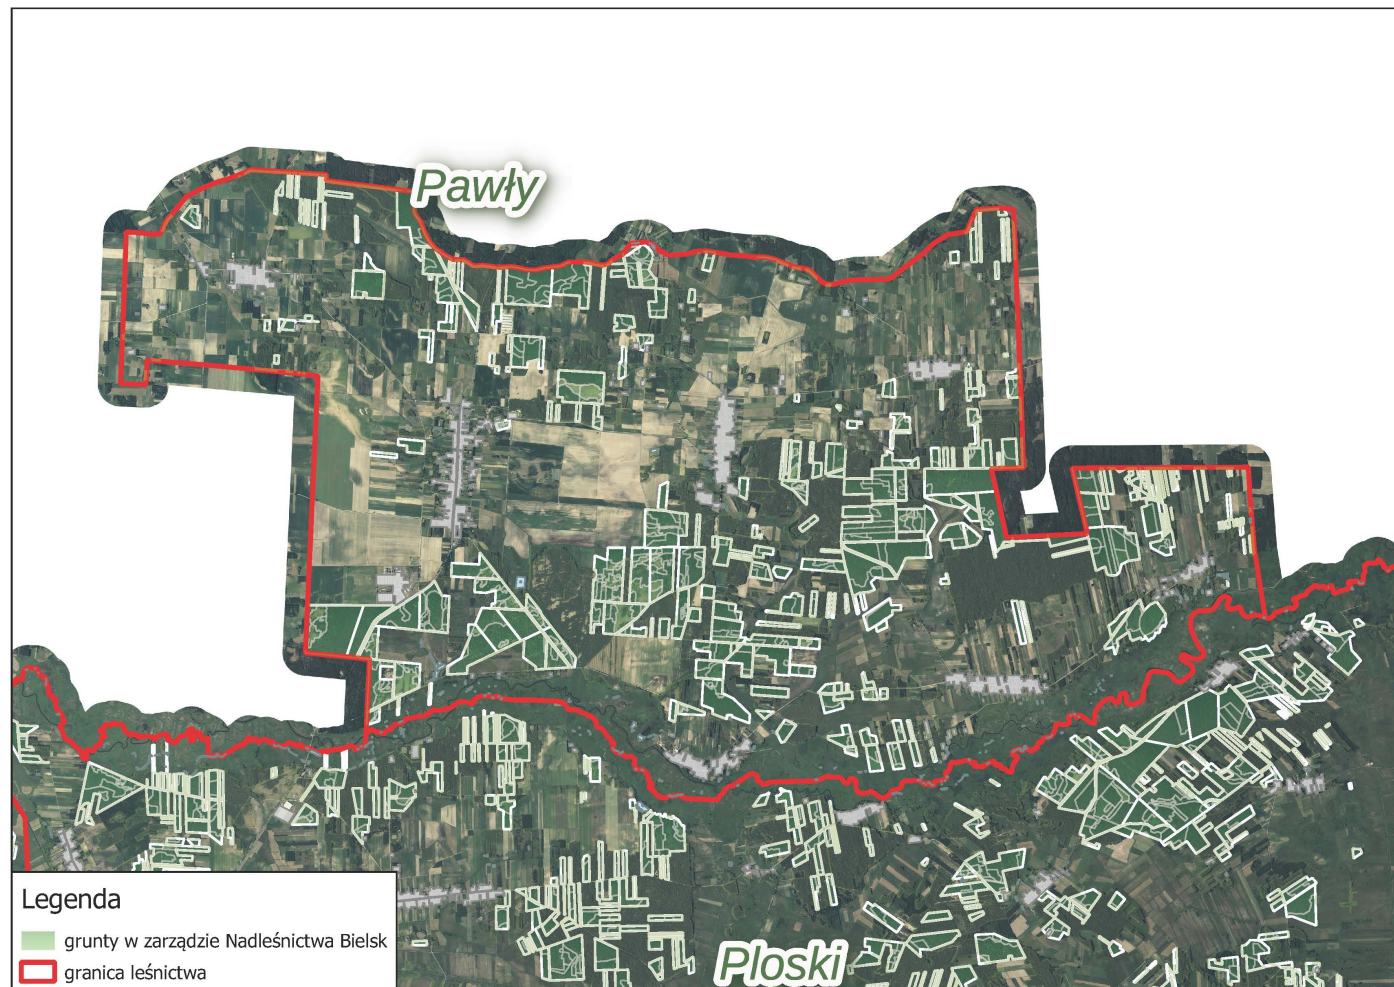 Pawły
Ploski
Legenda
grunty w zarządzie Nadleśnictwa Bielsk
granica leśnictwa